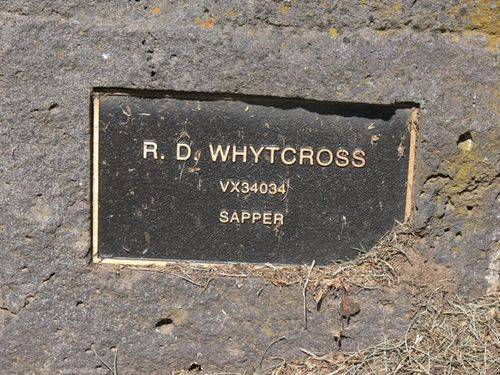 R. D. WHYTCROSS
VX34034
SAPPER